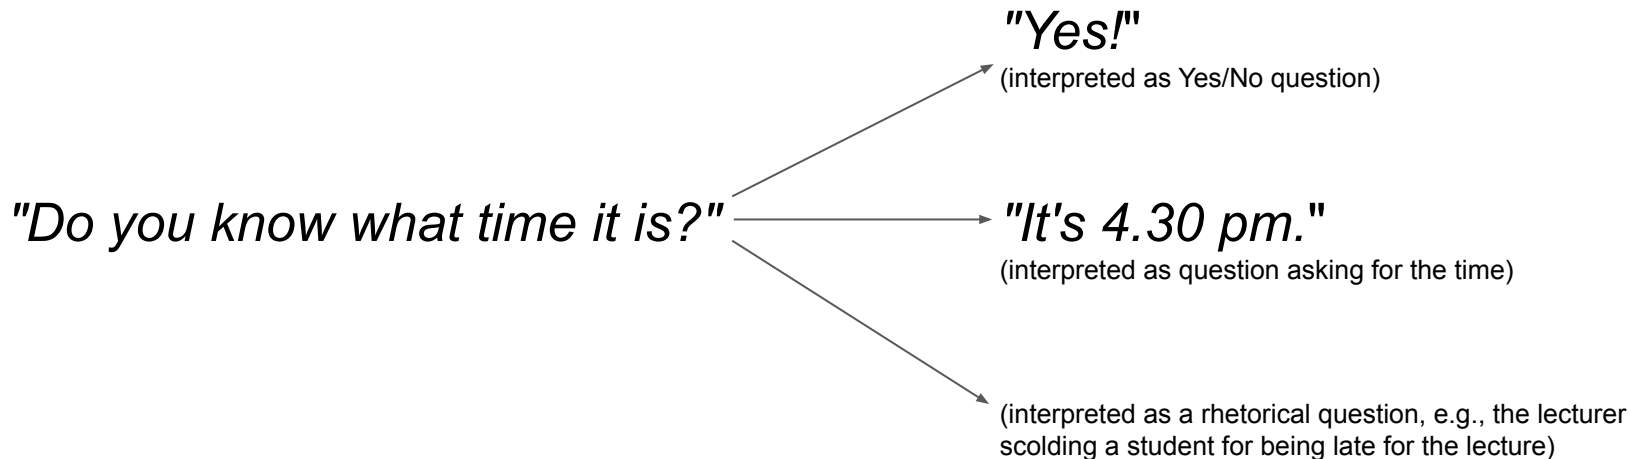 "Yes!"
(interpreted as Yes/No question)
"Do you know what time it is?"
"It's 4.30 pm."
(interpreted as question asking for the time)
(interpreted as a rhetorical question, e.g., the lecturer
scolding a student for being late for the lecture)